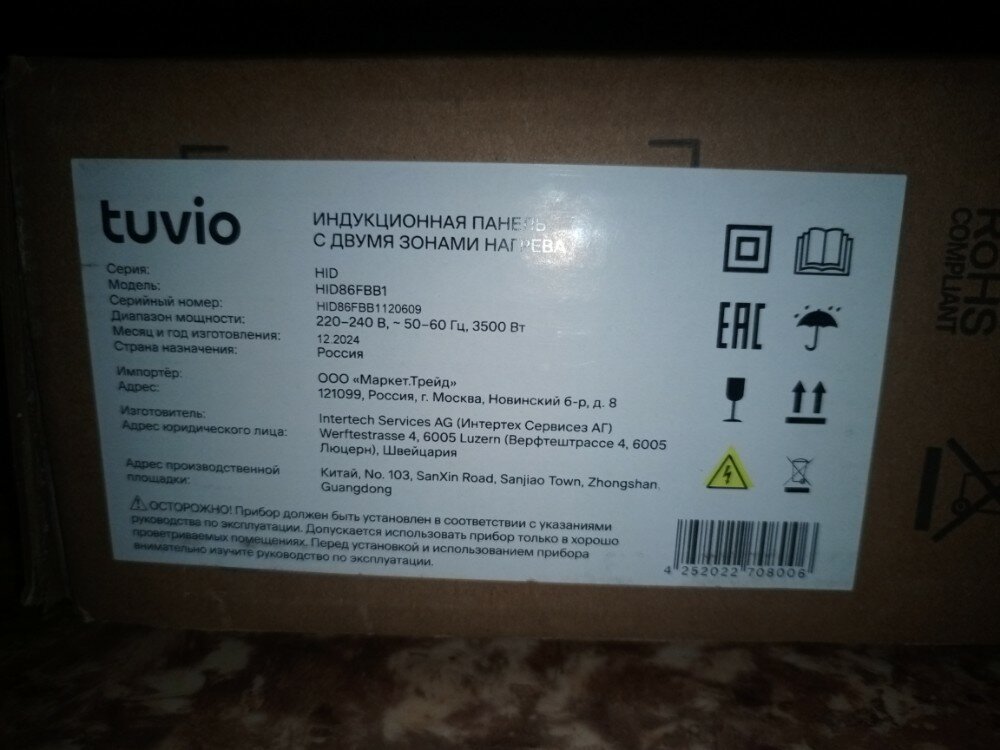 tuvio
ИНДУКЦИОННАЯ ПАНЕЛЬ
С ДВУМЯ ЗОНАМИ НАГРЕВА
Серия: HID
Модель: HID86FBB1
Серийный номер: HID86FBB1120609
Диапазон мощности: 220–240 В, ~ 50–60 Гц, 3500 Вт
Месяц и год изготовления: 12.2024
Страна назначения: Россия
Импортёр: ООО «Маркет.Трейд»
Адрес: 121099, Россия, г. Москва, Новинский б-р, д. 8
Изготовитель: Intertech Services AG (Интертех Сервисез АГ)
Адрес юридического лица: Werftestrasse 4, 6005 Luzern (Верфтештрассе 4, 6005
Люцерн), Швейцария
Адрес производственной
площадки:
Китай, No. 103, SanXin Road, Sanjiao Town, Zhongshan,
Guangdong
ОСТОРОЖНО! Прибор должен быть установлен в соответствии с указаниями
руководства по эксплуатации. Допускается использовать прибор только в хорошо
проветриваемых помещениях. Перед установкой и использованием прибора
внимательно изучите руководство по эксплуатации.
EAC
4 252022 708006
ROHS
COMPLIANT